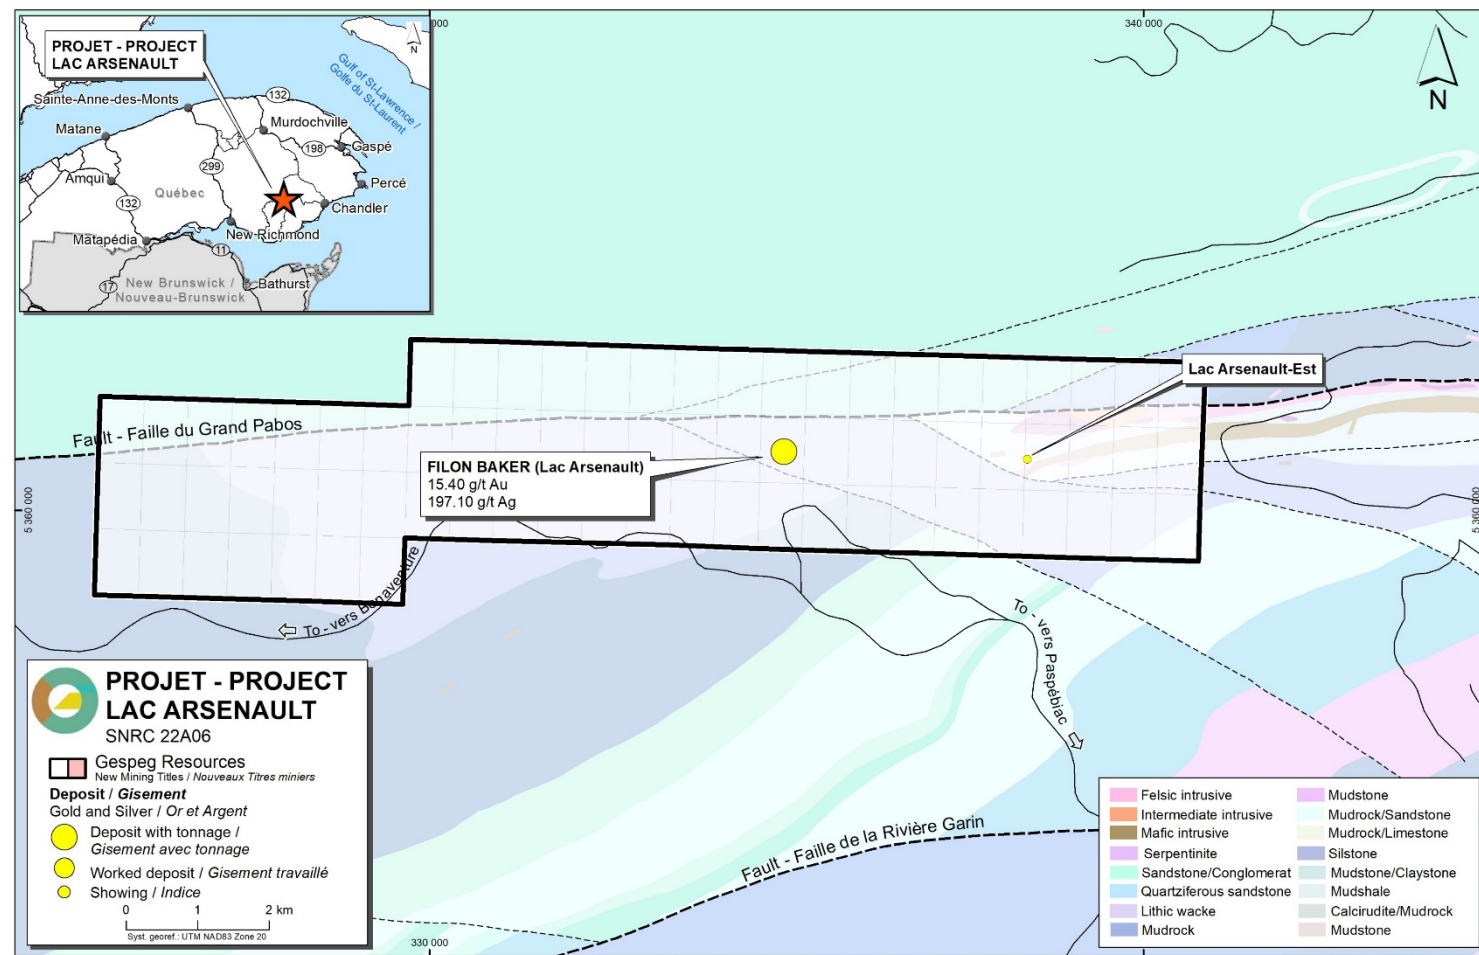 000
340 000
PROJET - PROJECT
LAC ARSENAULT
N
Gulf of St-Lawrence /
Golfe du St-Laurent
Sainte-Anne-des-Monts
132
Matane
Murdochville
198
Gaspé
299
Amqui
Québec
Percé
132
Chandler
Matapédia
New-Richmond
11
17
New Brunswick /
Nouveau-Brunswick
Bathurst
N
Lac Arsenault-Est
Fault - Faille du Grand Pabos
FILON BAKER (Lac Arsenault)
15.40 g/t Au
197.10 g/t Ag
5 360 000
5 360 000
To - vers Bonaventure
To - vers Paspébiac
Fault - Faille de la Rivière Garin
PROJET - PROJECT
LAC ARSENAULT
SNRC 22A06
Gespeg Resources
New Mining Titles / Nouveaux Titres miniers
Deposit / Gisement
Gold and Silver / Or et Argent
Deposit with tonnage /
Gisement avec tonnage
Worked deposit / Gisement travaillé
Showing / Indice
0 1 2 km
Syst. georef.: UTM NAD83 Zone 20
330 000
340 000
Felsic intrusive
Intermediate intrusive
Mafic intrusive
Serpentinite
Sandstone/Conglomerat
Quartziferous sandstone
Lithic wacke
Mudrock
Mudstone
Mudrock/Sandstone
Mudrock/Limestone
Silstone
Mudstone/Claystone
Mudshale
Calcirudite/Mudrock
Mudstone